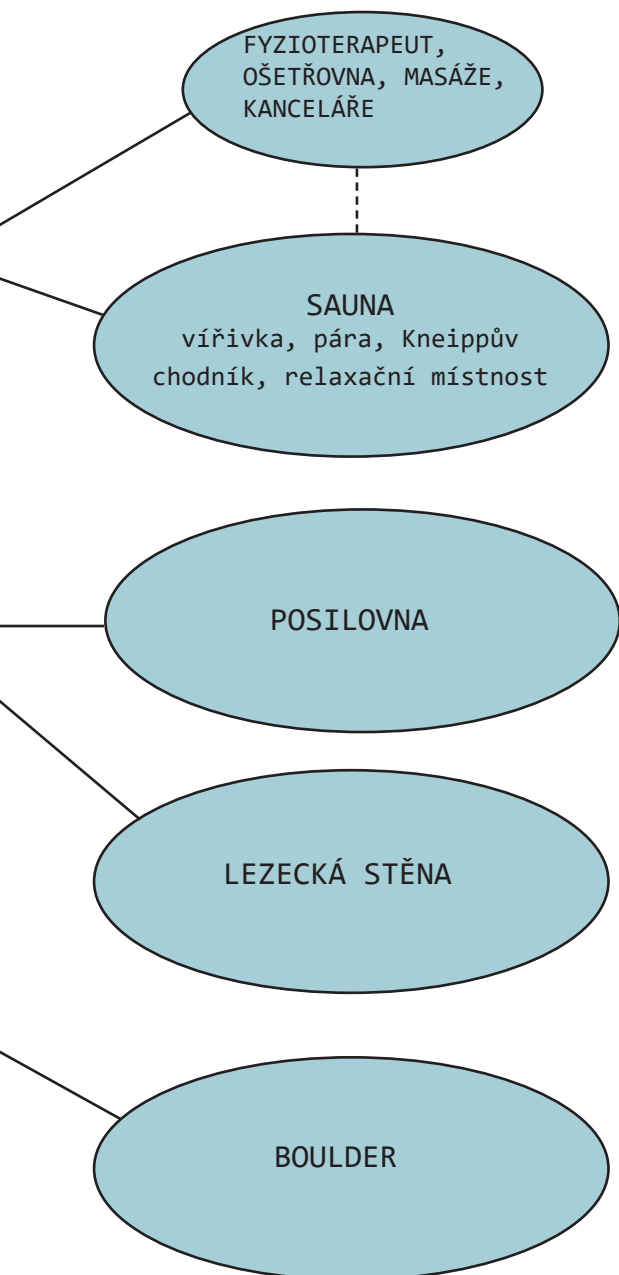 FYZIOTERAPEUT,
OŠETŘOVNA, MASÁŽE,
KANCELÁŘE
SAUNA
vířivka, pára, Kneippův
chodník, relaxační místnost
POSILOVNA
LEZECKÁ STĚNA
BOULDER